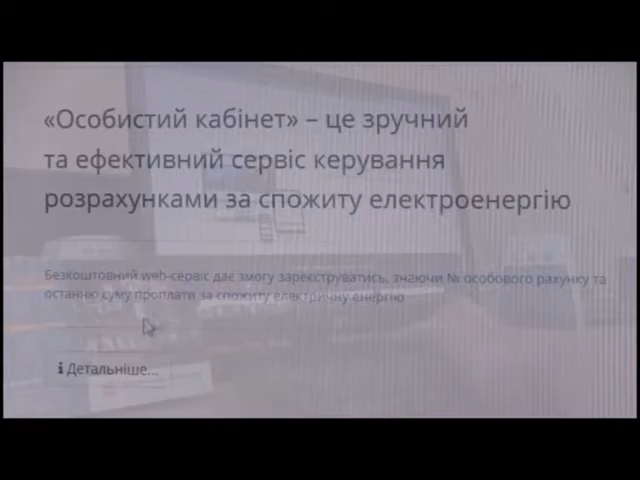 «Особистий кабінет» – це зручний
та ефективний сервіс керування
розрахунками за спожиту електроенергію
Безкоштовний web-сервіс дає змогу зареєструватись, знаючи № особового рахунку та
останню суму проплати за спожиту електричну енергію
Детальніше...